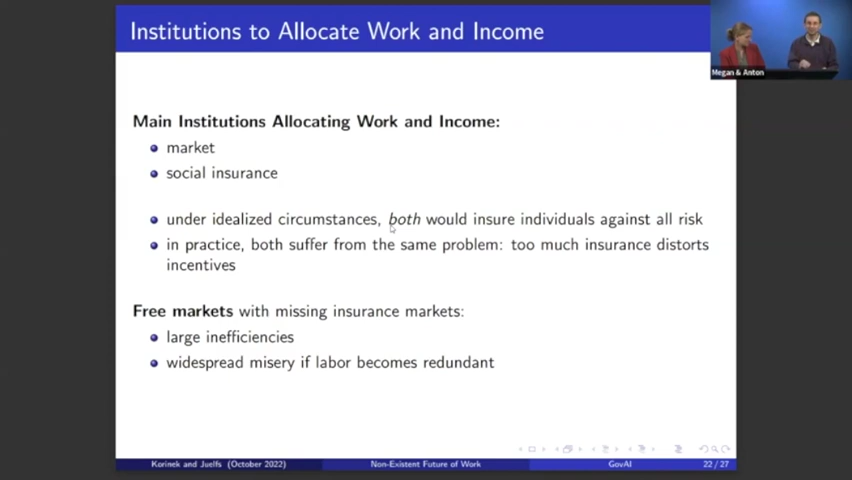 Institutions to Allocate Work and Income
Megan & Anton
Main Institutions Allocating Work and Income:
market
social insurance
under idealized circumstances, both would insure individuals against all risk
in practice, both suffer from the same problem: too much insurance distorts
incentives
Free markets with missing insurance markets:
large inefficiencies
widespread misery if labor becomes redundant
Korinek and Juelfs (October 2022)
Non-Existent Future of Work
GovAI
22 / 27